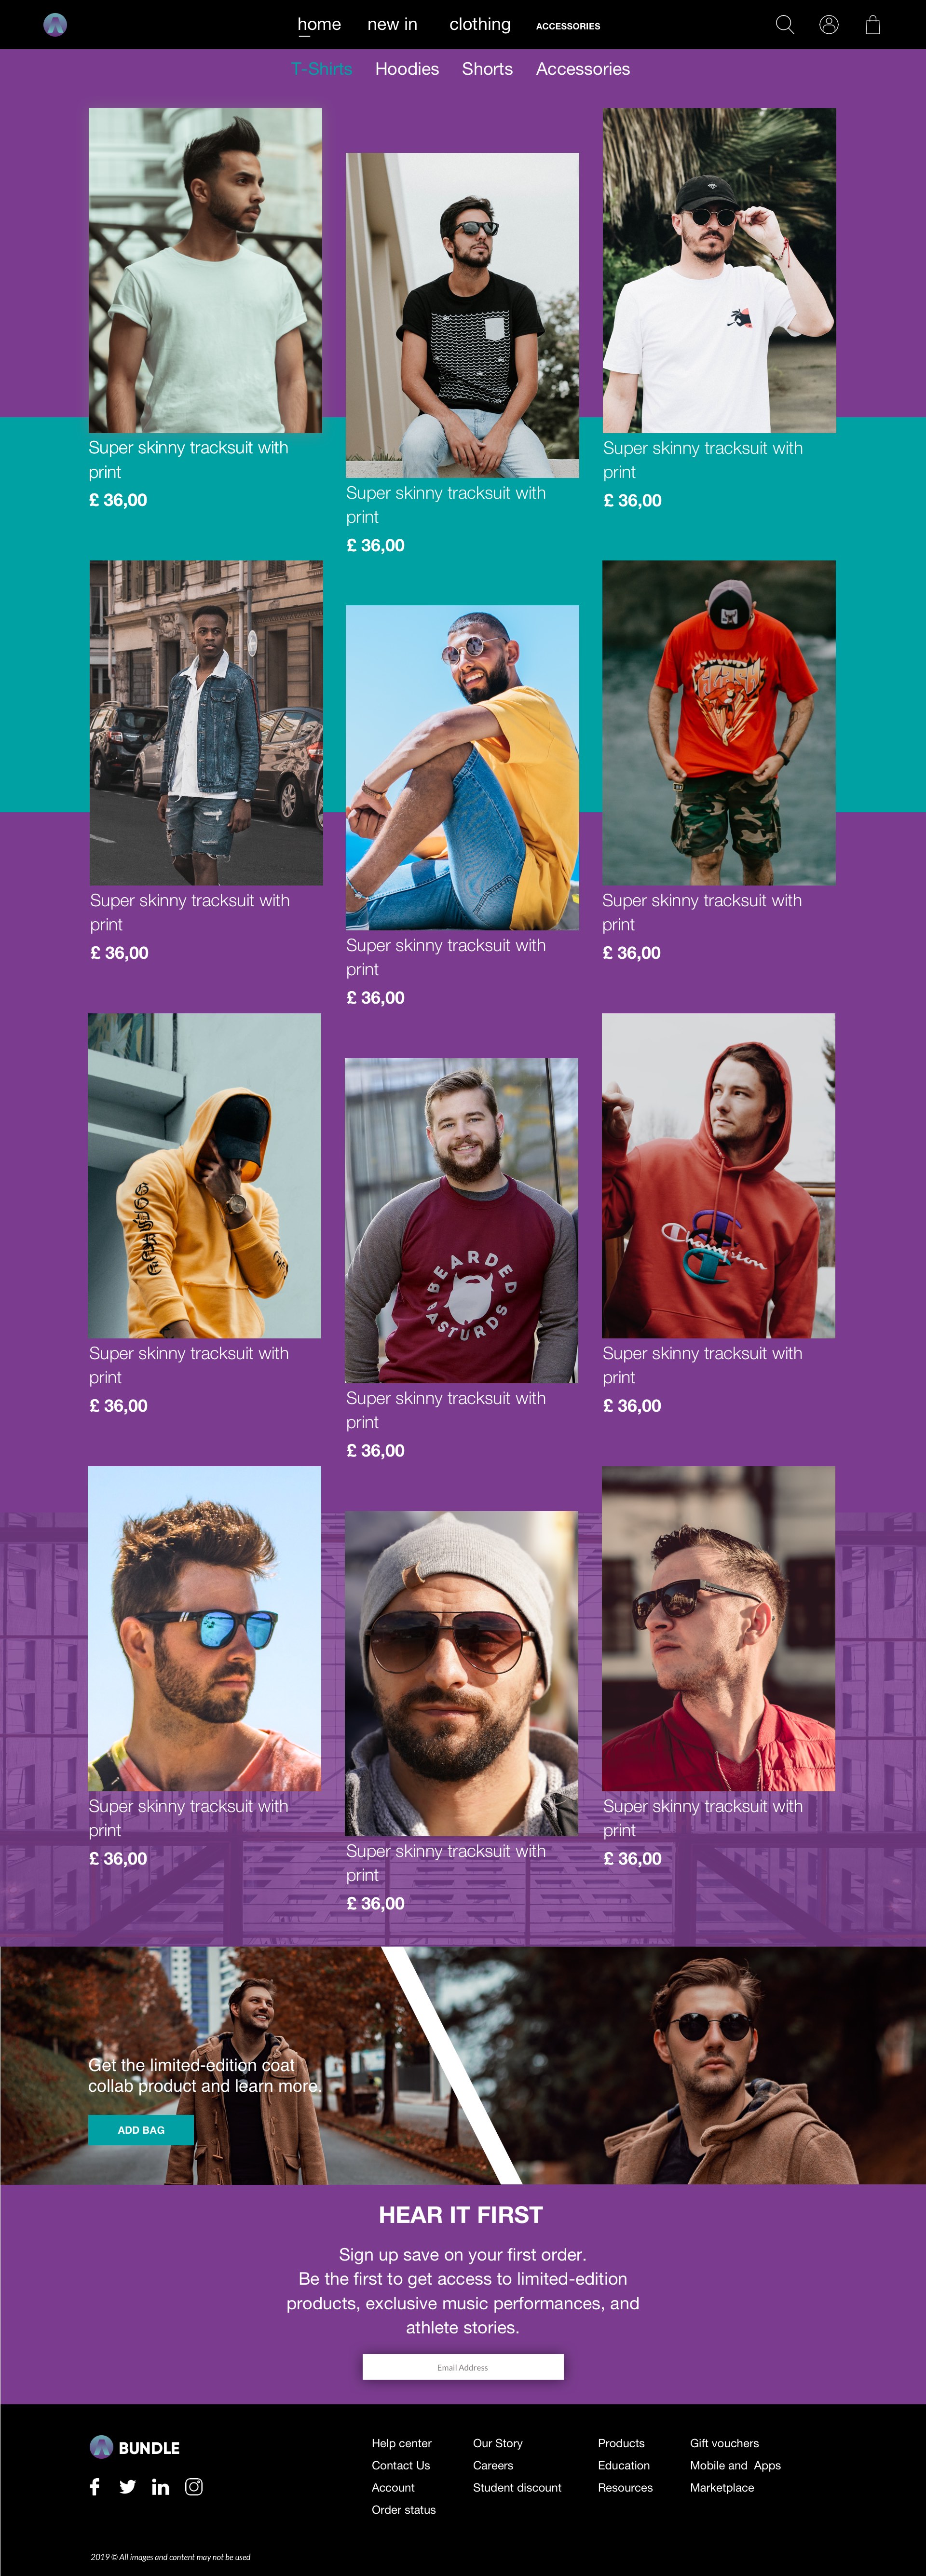 home new in clothing ACCESSORIES
T-Shirts Hoodies Shorts Accessories
Super skinny tracksuit with
print
£ 36,00
Super skinny tracksuit with
print
£ 36,00
Super skinny tracksuit with
print
£ 36,00
Super skinny tracksuit with
print
£ 36,00
Super skinny tracksuit with
print
£ 36,00
Super skinny tracksuit with
print
£ 36,00
BEARDED
BASTURDS
Champion
Super skinny tracksuit with
print
£ 36,00
Super skinny tracksuit with
print
£ 36,00
Super skinny tracksuit with
print
£ 36,00
Super skinny tracksuit with
print
£ 36,00
Super skinny tracksuit with
print
£ 36,00
Super skinny tracksuit with
print
£ 36,00
Get the limited-edition coat
collab product and learn more.
ADD BAG
HEAR IT FIRST
Sign up save on your first order.
Be the first to get access to limited-edition
products, exclusive music performances, and
athlete stories.
Email Address
BUNDLE
Help center
Contact Us
Account
Order status
Our Story
Careers
Student discount
Products
Education
Resources
Gift vouchers
Mobile and Apps
Marketplace
2019 © All images and content may not be used